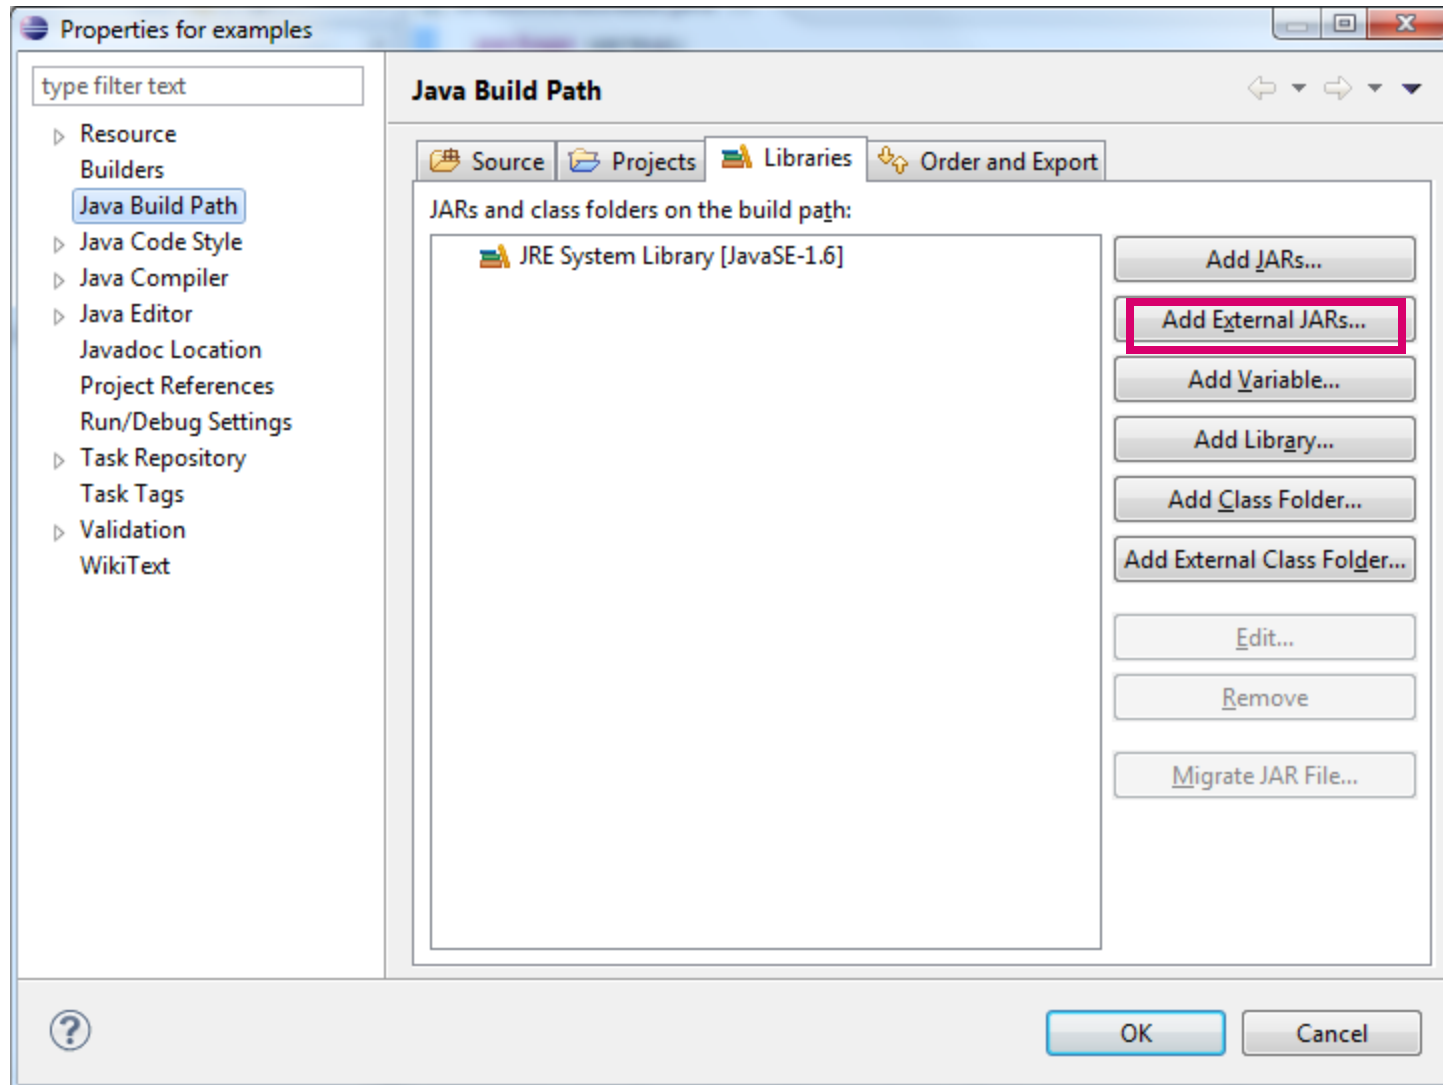 Properties for examples
type filter text
Resource
Builders
Java Build Path
Java Code Style
Java Compiler
Java Editor
Javadoc Location
Project References
Run/Debug Settings
Task Repository
Task Tags
Validation
WikiText
Java Build Path
Source Projects Libraries Order and Export
JARs and class folders on the build path:
JRE System Library [JavaSE-1.6]
Add JARs...
Add External JARs...
Add Variable...
Add Library...
Add Class Folder...
Add External Class Folder...
Edit...
Remove
Migrate JAR File...
OK Cancel